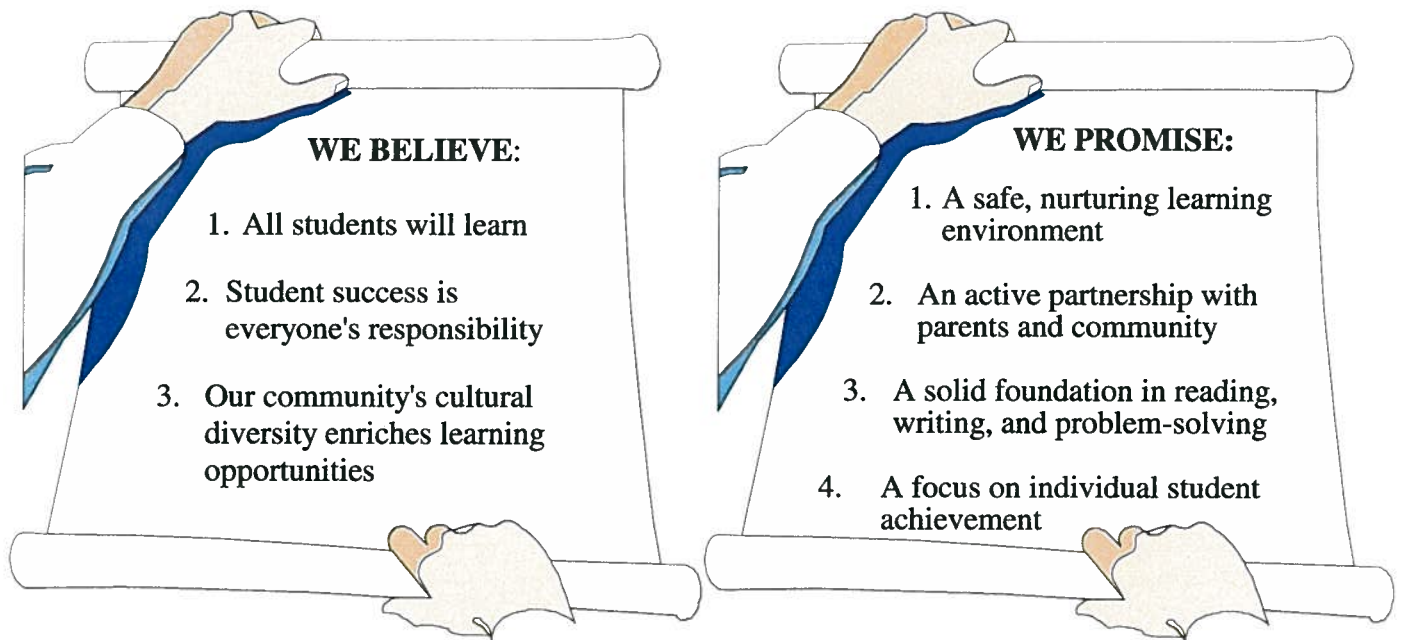 WE BELIEVE:
1. All students will learn
2. Student success is
everyone's responsibility
3. Our community's cultural
diversity enriches learning
opportunities
WE PROMISE:
1. A safe, nurturing learning
environment
2. An active partnership with
parents and community
3. A solid foundation in reading,
writing, and problem-solving
4. A focus on individual student
achievement